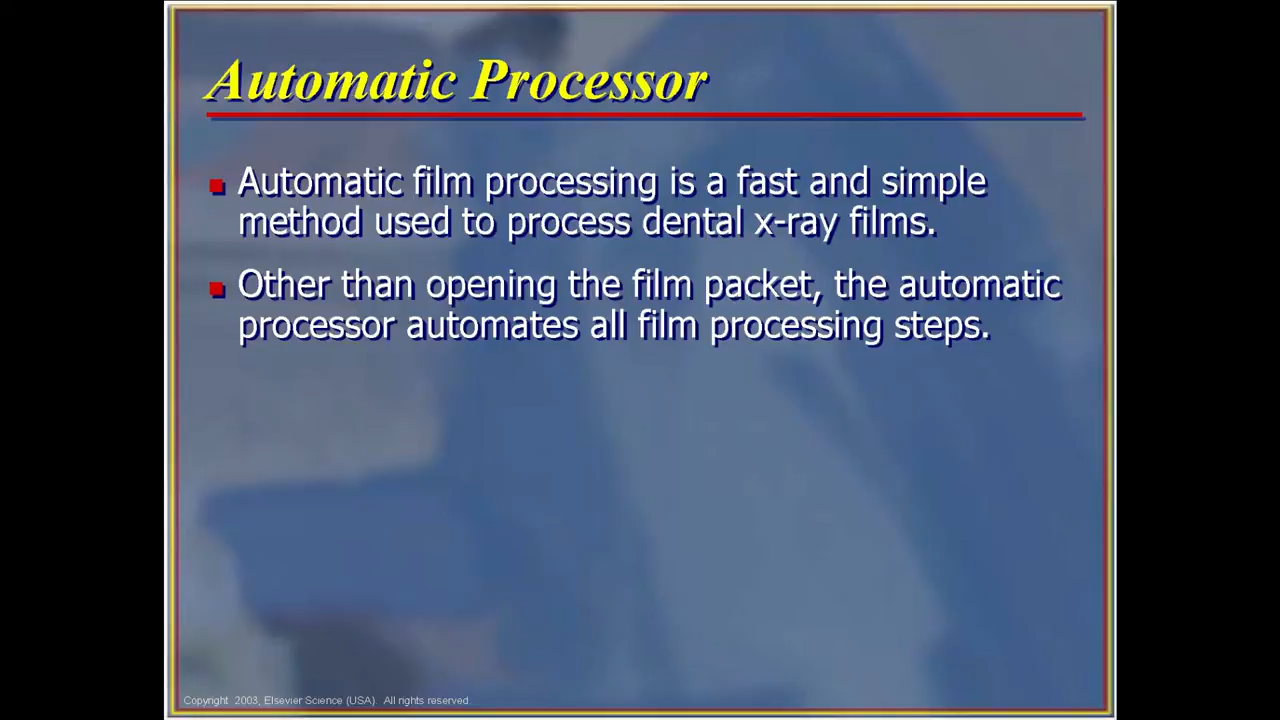 Automatic Processor
Automatic film processing is a fast and simple
method used to process dental x-ray films.
Other than opening the film packet, the automatic
processor automates all film processing steps.
Copyright 2003, Elsevier Science (USA). All rights reserved.